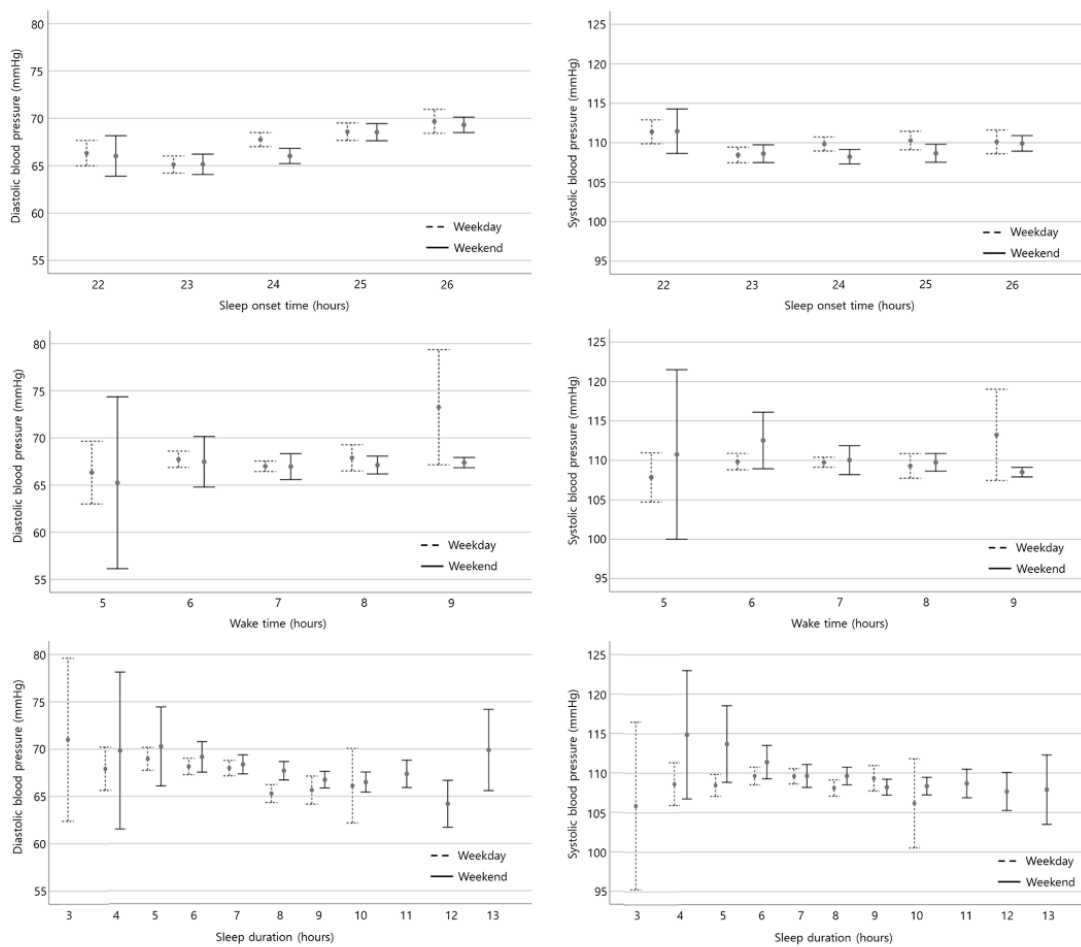 Diastolic blood pressure (mmHg)
80
75
70
65
60
55
Weekday
Weekend
22 23 24 25 26
Sleep onset time (hours)
Systolic blood pressure (mmHg)
125
120
115
110
105
100
95
Weekday
Weekend
22 23 24 25 26
Sleep onset time (hours)
Diastolic blood pressure (mmHg)
80
75
70
65
60
55
Weekday
Weekend
5 6 7 8 9
Wake time (hours)
Systolic blood pressure (mmHg)
125
120
115
110
105
100
95
Weekday
Weekend
5 6 7 8 9
Wake time (hours)
Diastolic blood pressure (mmHg)
80
75
70
65
60
55
Weekday
Weekend
3 4 5 6 7 8 9 10 11 12 13
Sleep duration (hours)
Systolic blood pressure (mmHg)
125
120
115
110
105
100
95
Weekday
Weekend
3 4 5 6 7 8 9 10 11 12 13
Sleep duration (hours)